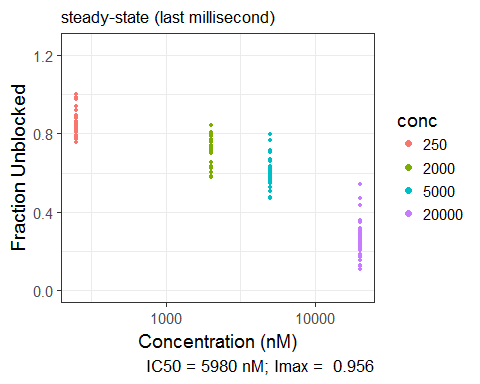 steady-state (last millisecond)
Fraction Unblocked
1.2
0.8
0.4
0.0
1000
10000
Concentration (nM)
IC50 = 5980 nM; Imax =  0.956
conc
250
2000
5000
20000